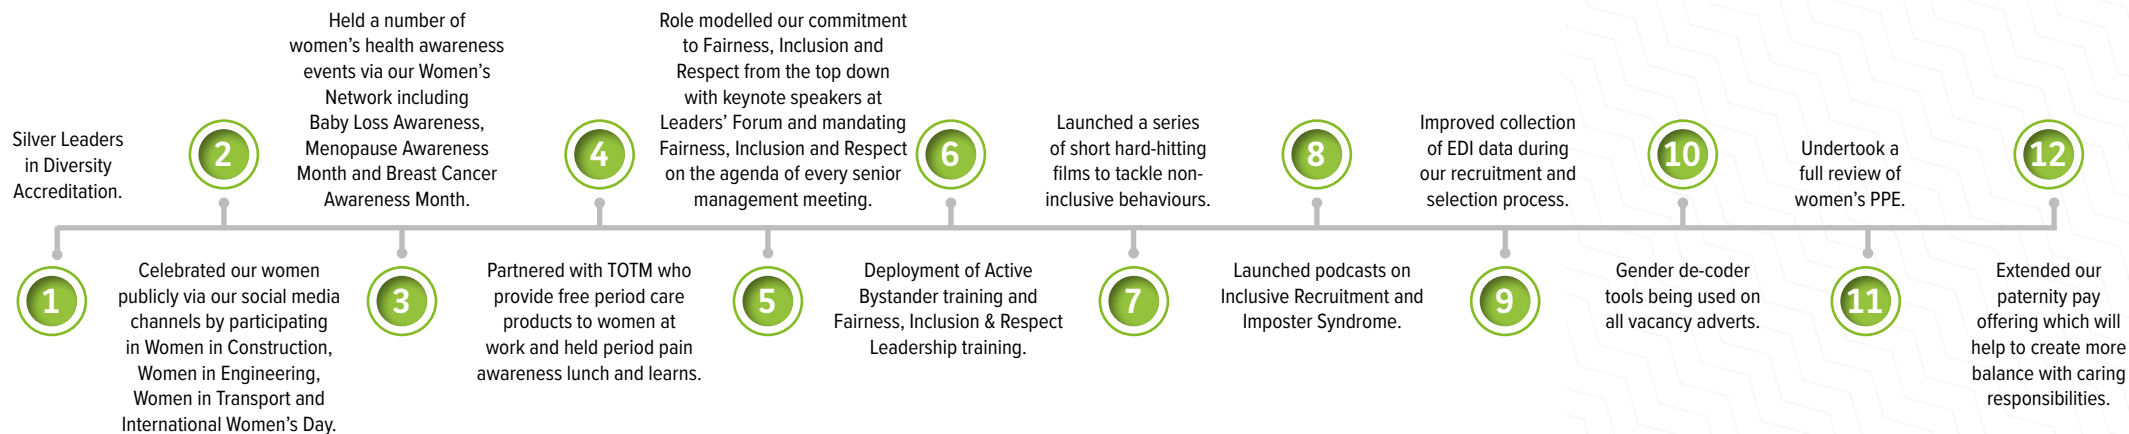 1
Silver Leaders
in Diversity
Accreditation.
2
Celebrated our women
publicly via our social media
channels by participating
in Women in Construction,
Women in Engineering,
Women in Transport and
International Women’s Day.
3
Held a number of
women’s health awareness
events via our Women’s
Network including
Baby Loss Awareness,
Menopause Awareness
Month and Breast Cancer
Awareness Month.
4
Partnered with TOTM who
provide free period care
products to women at
work and held period pain
awareness lunch and learns.
5
Role modelled our commitment
to Fairness, Inclusion and
Respect from the top down
with keynote speakers at
Leaders’ Forum and mandating
Fairness, Inclusion and Respect
on the agenda of every senior
management meeting.
6
Deployment of Active
Bystander training and
Fairness, Inclusion & Respect
Leadership training.
7
Launched a series
of short hard-hitting
films to tackle non-
inclusive behaviours.
8
Launched podcasts on
Inclusive Recruitment and
Imposter Syndrome.
9
Improved collection
of EDI data during
our recruitment and
selection process.
10
Gender de-coder
tools being used on
all vacancy adverts.
11
Undertook a
full review of
women’s PPE.
12
Extended our
paternity pay
offering which will
help to create more
balance with caring
responsibilities.